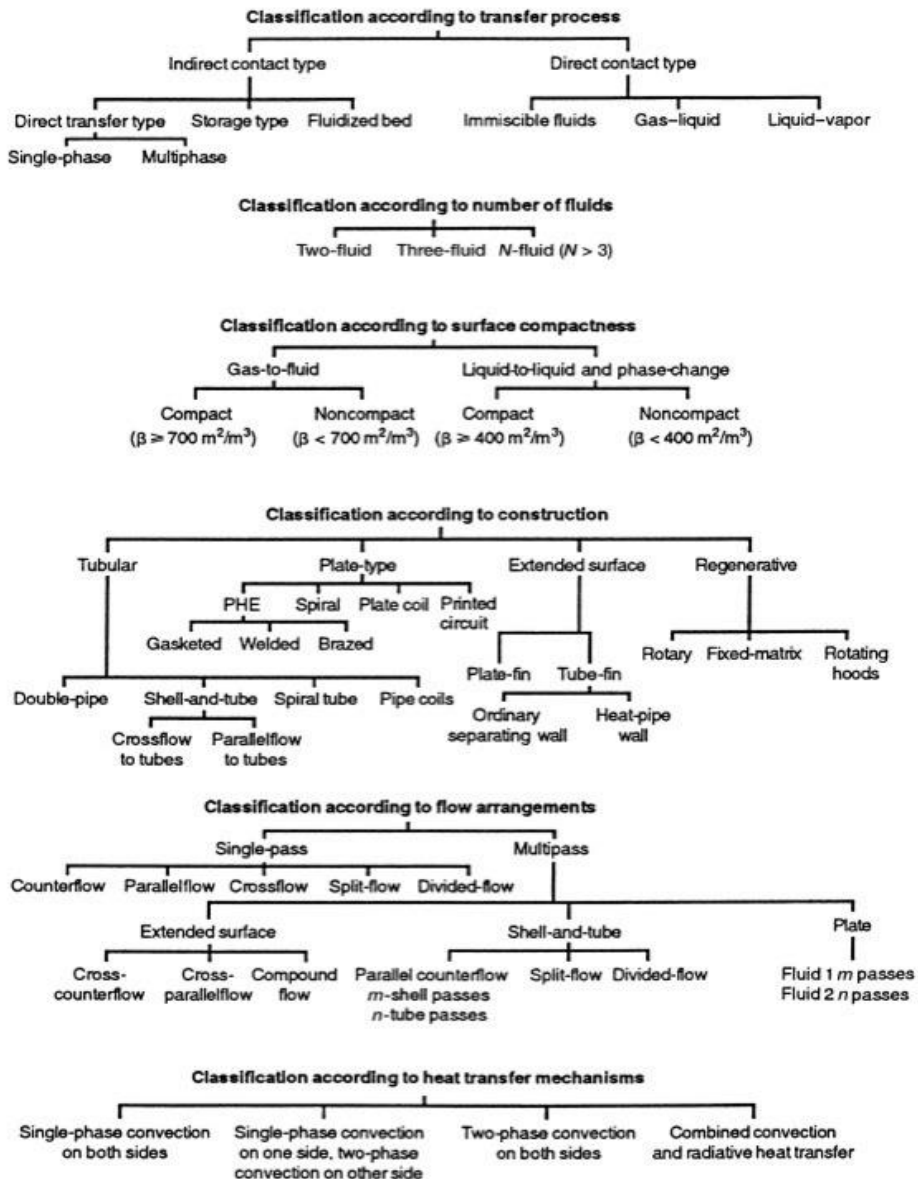 Classification according to transfer process
Indirect contact type Direct contact type
Direct transfer type Storage type Fluidized bed Immiscible fluids Gas–liquid Liquid–vapor
Single-phase Multiphase
Classification according to number of fluids
Two-fluid Three-fluid N-fluid (N > 3)
Classification according to surface compactness
Gas-to-fluid Liquid-to-liquid and phase-change
Compact Noncompact Compact Noncompact
(β ≥ 700 m²/m³) (β < 700 m²/m³) (β ≥ 400 m²/m³) (β < 400 m²/m³)
Classification according to construction
Tubular Plate-type Extended surface Regenerative
PHE Spiral Plate coil Printed
circuit
Gasketed Welded Brazed
Rotary Fixed-matrix Rotating
hoods
Plate-fin Tube-fin
Double-pipe Shell-and-tube Spiral tube Pipe coils
Ordinary Heat-pipe
separating wall wall
Crossflow Parallelflow
to tubes to tubes
Classification according to flow arrangements
Single-pass Multipass
Counterflow Parallelflow Crossflow Split-flow Divided-flow
Extended surface Shell-and-tube Plate
Cross- Cross- Compound Parallel counterflow Split-flow Divided-flow Fluid 1 m passes
counterflow parallelflow flow m-shell passes Fluid 2 n passes
n-tube passes
Classification according to heat transfer mechanisms
Single-phase convection Single-phase convection Two-phase convection Combined convection
on both sides on one side, two-phase on both sides and radiative heat transfer
convection on other side